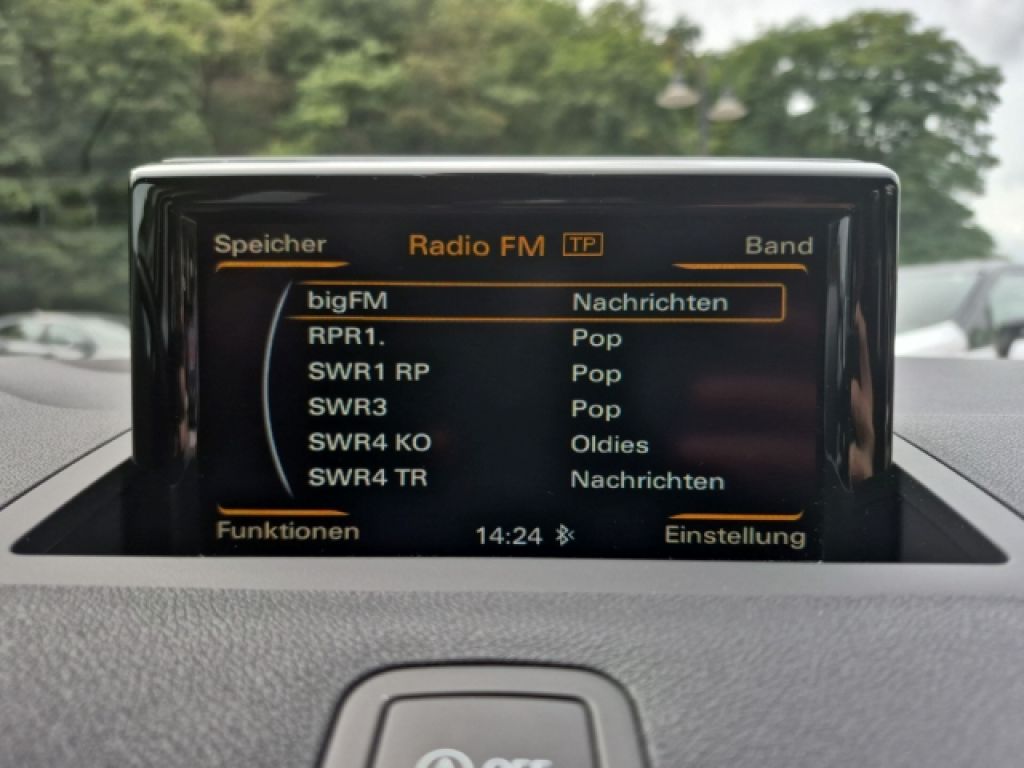 Speicher Radio FM TP Band
bigFM Nachrichten
RPR1. Pop
SWR1 RP Pop
SWR3 Pop
SWR4 KO Oldies
SWR4 TR Nachrichten
Funktionen 14:24 Einstellung
OFF